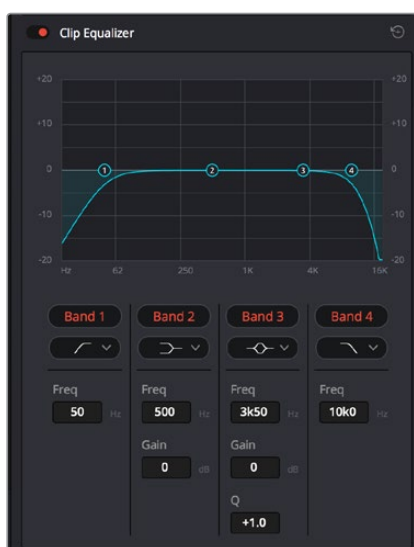 Clip Equalizer
+20 +20
+10 +10
0 0
-10 -10
-20 -20
1 2 3 4
Hz 62 250 1K 4K 16K
Band 1 Band 2 Band 3 Band 4
Freq Freq Freq Freq
50 Hz 500 Hz 3k50 Hz 10k0 Hz
Gain Gain
0 dB 0 dB
Q
+1.0